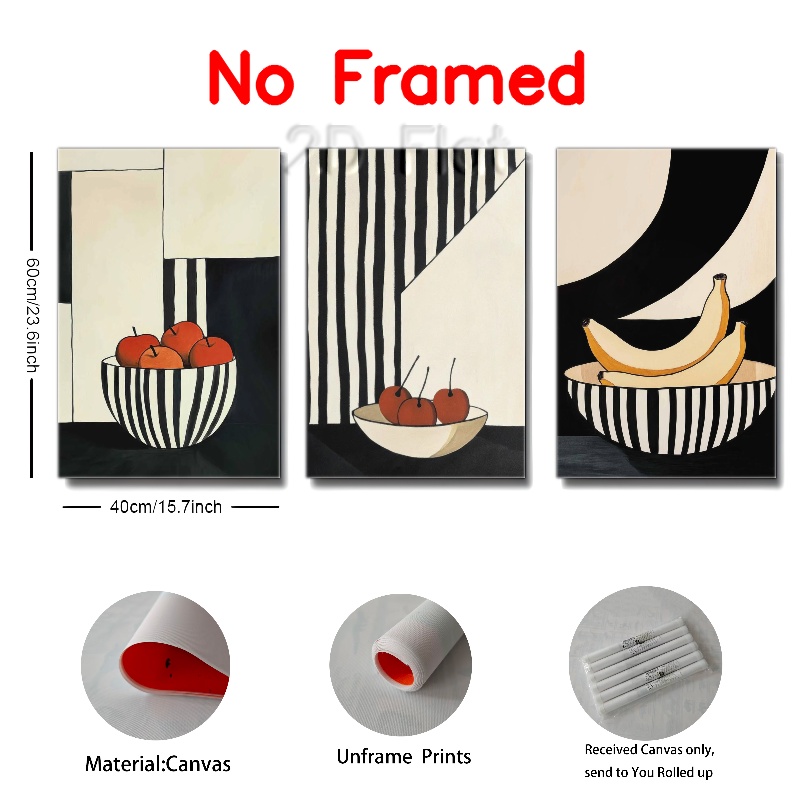 No Framed
2D Flat
60cm/23.6inch
40cm/15.7inch
Material:Canvas
Unframe Prints
Received Canvas only,
send to You Rolled up